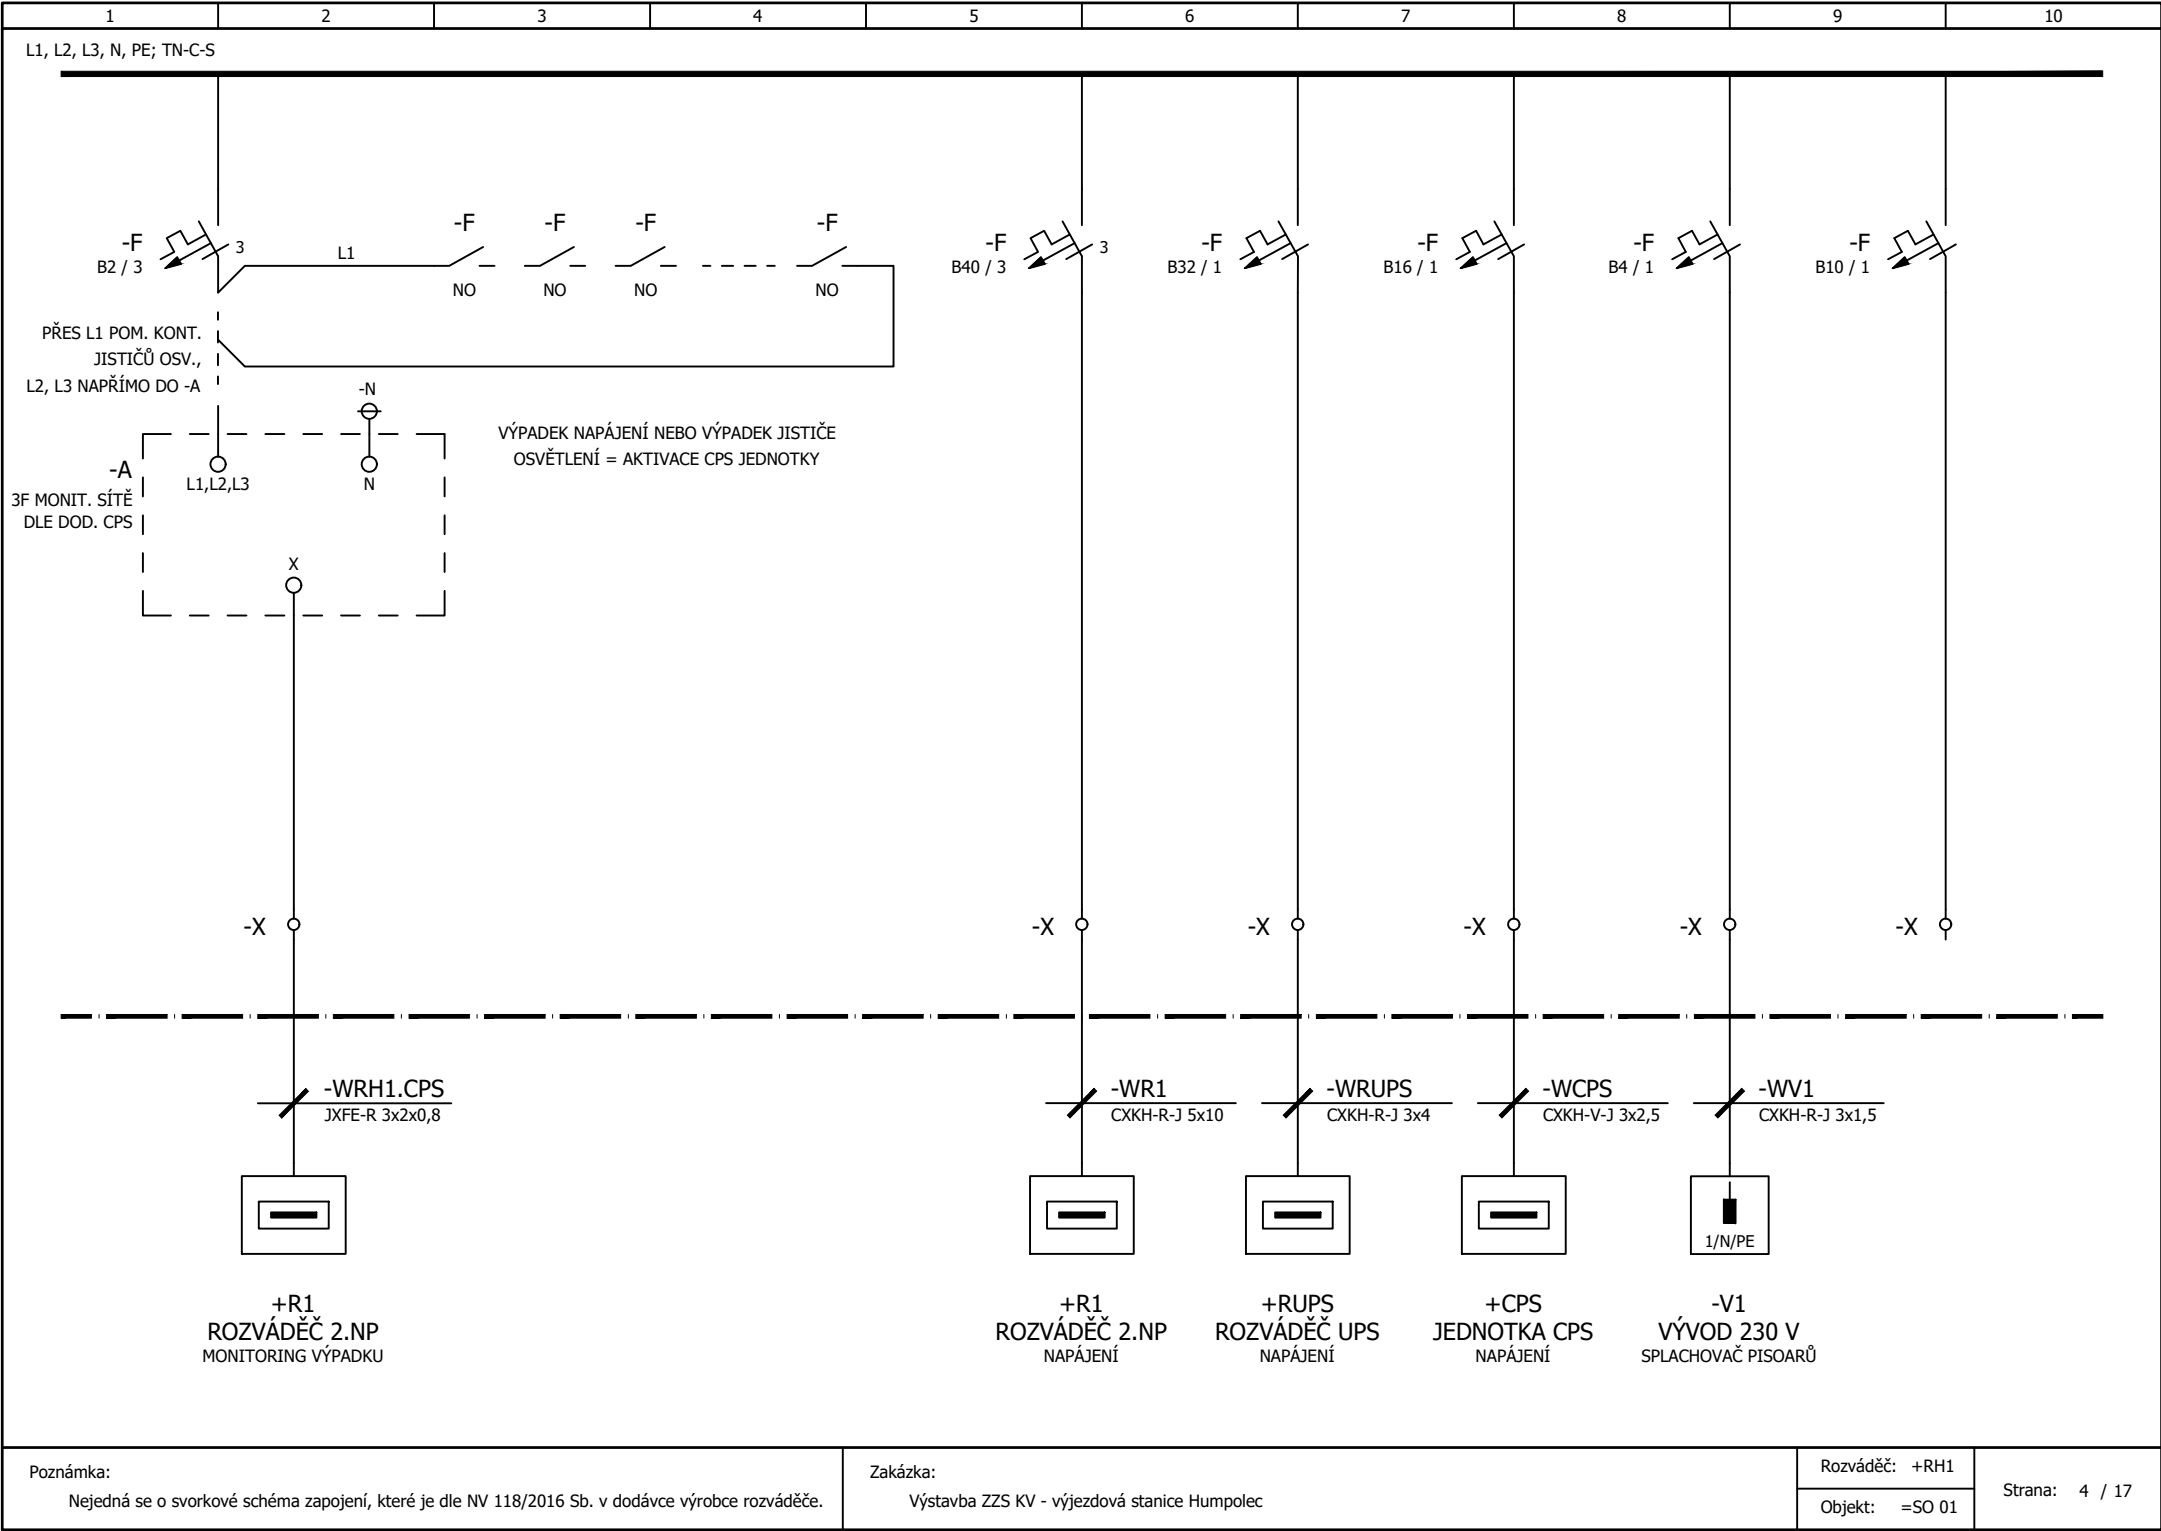 1 2 3 4 5 6 7 8 9 10
L1, L2, L3, N, PE; TN-C-S
-F
B2 / 3
3
L1
-F
NO
-F
NO
-F
NO
-F
NO
-F
B40 / 3
3
-F
B32 / 1
-F
B16 / 1
-F
B4 / 1
-F
B10 / 1
PŘES L1 POM. KONT.
JISTIČŮ OSV.,
L2, L3 NAPŘÍMO DO -A
-N
VÝPADEK NAPÁJENÍ NEBO VÝPADEK JISTIČE
OSVĚTLENÍ = AKTIVACE CPS JEDNOTKY
-A
3F MONIT. SÍTĚ
DLE DOD. CPS
L1,L2,L3
N
X
-X
-X
-X
-X
-X
-X
-WRH1.CPS
JXFE-R 3x2x0,8
-WR1
CXKH-R-J 5x10
-WRUPS
CXKH-R-J 3x4
-WCPS
CXKH-V-J 3x2,5
-WV1
CXKH-R-J 3x1,5
1/N/PE
+R1
ROZVÁDĚČ 2.NP
MONITORING VÝPADKU
+R1
ROZVÁDĚČ 2.NP
NAPÁJENÍ
+RUPS
ROZVÁDĚČ UPS
NAPÁJENÍ
+CPS
JEDNOTKA CPS
NAPÁJENÍ
-V1
VÝVOD 230 V
SPLACHOVAČ PISOARŮ
Poznámka:
Nejedná se o svorkové schéma zapojení, které je dle NV 118/2016 Sb. v dodávce výrobce rozváděče.
Zakázka:
Výstavba ZZS KV - výjezdová stanice Humpolec
Rozváděč: +RH1
Objekt: =SO 01
Strana: 4 / 17